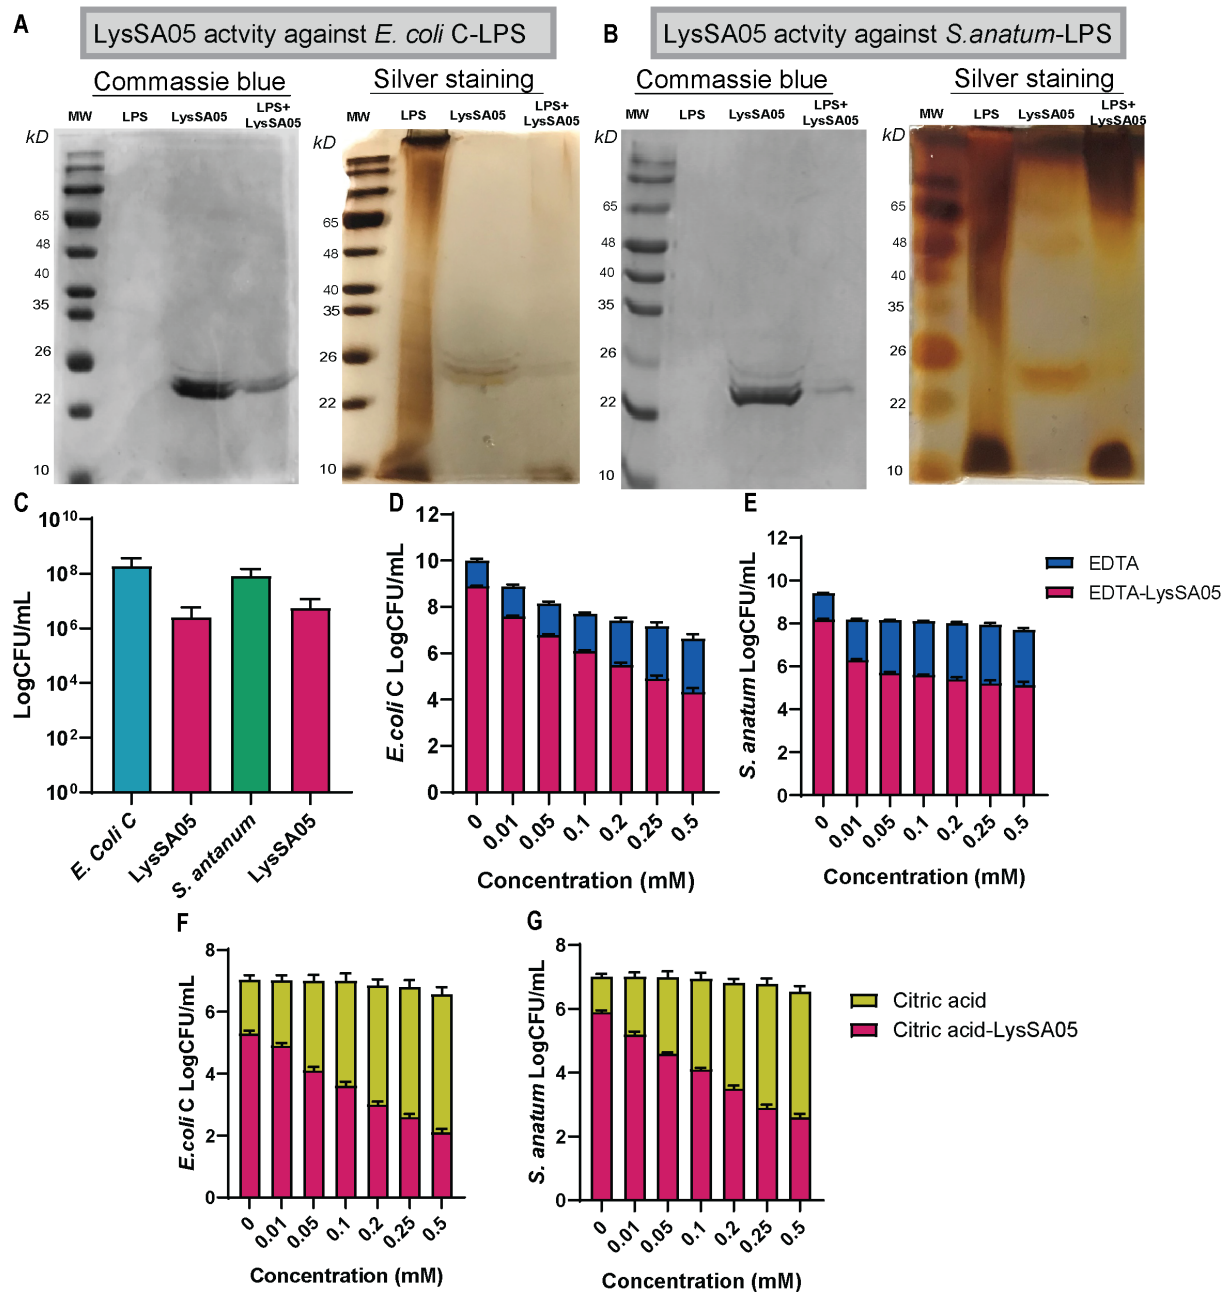 A
LysSA05 actvity against E. coli C-LPS
Commassie blue
Silver staining
MW LPS LysSA05 LPS+
LysSA05
MW LPS LysSA05 LPS+
LysSA05
kD
65
48
40
35
26
22
10
kD
65
48
40
35
26
22
10
B
LysSA05 actvity against S.anatum-LPS
Commassie blue
Silver staining
MW LPS LysSA05 LPS+
LysSA05
MW LPS LysSA05 LPS+
LysSA05
kD
65
48
40
35
26
22
10
kD
65
48
40
35
26
22
10
C
LogCFU/mL
10^10
10^8
10^6
10^4
10^2
10^0
E. Coli C
LysSA05
S. antanum
LysSA05
D
E.coli C LogCFU/mL
12
10
8
6
4
2
0
0 0.01 0.05 0.1 0.2 0.25 0.5
Concentration (mM)
E
S. anatum LogCFU/mL
12
10
8
6
4
2
0
0 0.01 0.05 0.1 0.2 0.25 0.5
Concentration (mM)
EDTA
EDTA-LysSA05
F
E.coli C LogCFU/mL
8
6
4
2
0
0 0.01 0.05 0.1 0.2 0.25 0.5
Concentration (mM)
G
S. anatum LogCFU/mL
8
6
4
2
0
0 0.01 0.05 0.1 0.2 0.25 0.5
Concentration (mM)
Citric acid
Citric acid-LysSA05